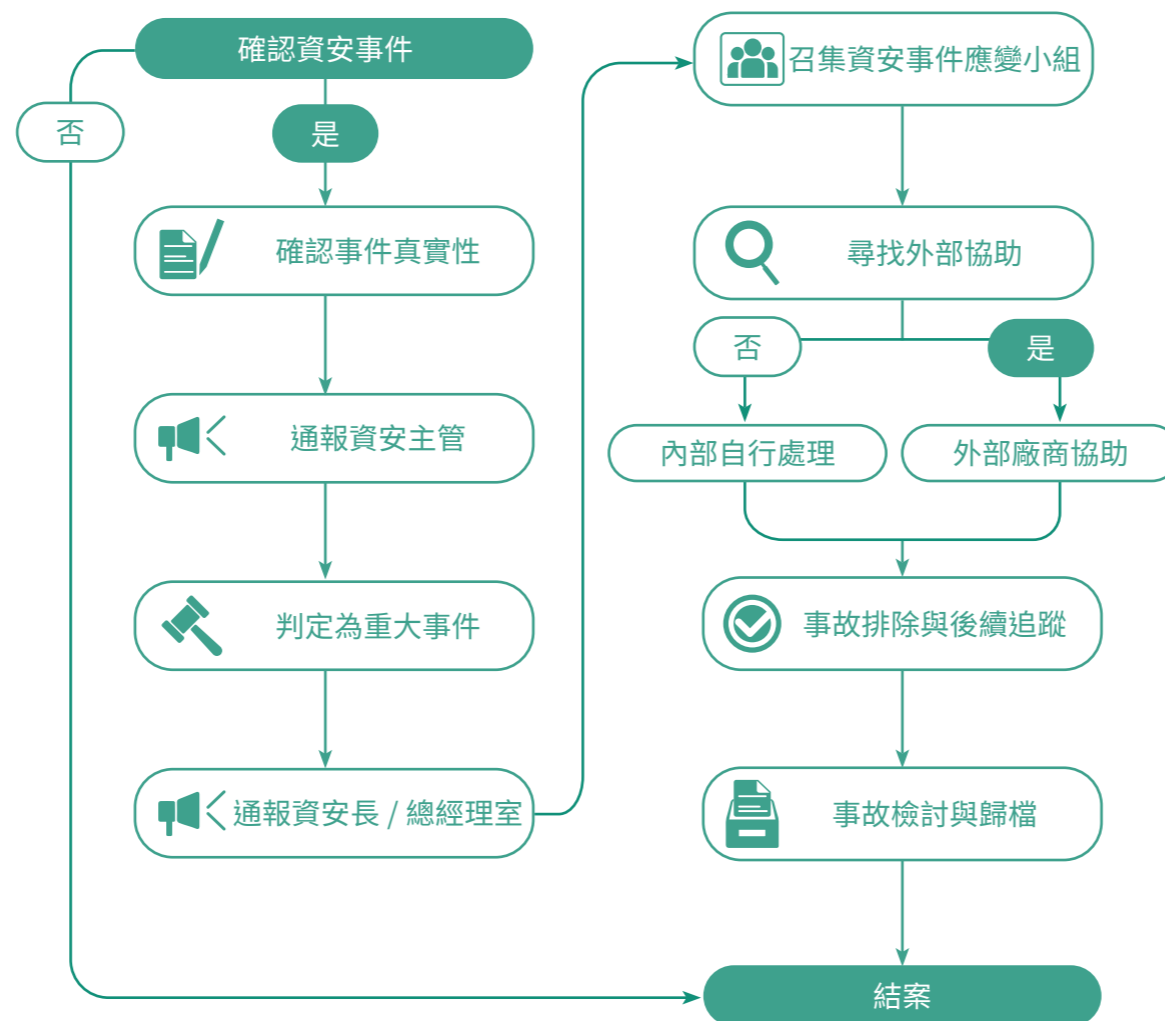 確認資安事件
否
是
確認事件真實性
通報資安主管
判定為重大事件
通報資安長 / 總經理室
召集資安事件應變小組
尋找外部協助
否
是
內部自行處理
外部廠商協助
事故排除與後續追蹤
事故檢討與歸檔
結案